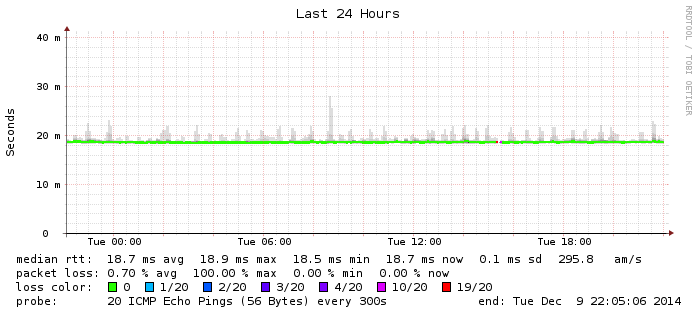 Last 24 Hours
RRDTOOL / TOBI OETIKER
Seconds
40 m
30 m
20 m
10 m
0
Tue 00:00 Tue 06:00 Tue 12:00 Tue 18:00
median rtt: 18.7 ms avg 18.9 ms max 18.5 ms min 18.7 ms now 0.1 ms sd 295.8 am/s
packet loss: 0.70 % avg 100.00 % max 0.00 % min 0.00 % now
loss color: 0 1/20 2/20 3/20 4/20 10/20 19/20
probe: 20 ICMP Echo Pings (56 Bytes) every 300s end: Tue Dec 9 22:05:06 2014